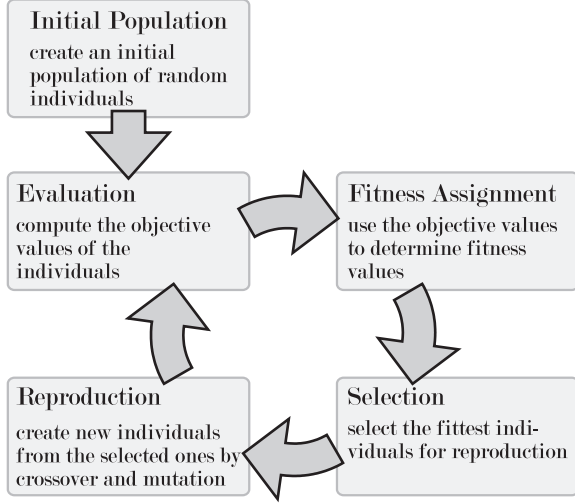 Initial Population
create an initial
population of random
individuals
Evaluation
compute the objective
values of the
individuals
Fitness Assignment
use the objective values
to determine fitness
values
Selection
select the fittest indi-
viduals for reproduction
Reproduction
create new individuals
from the selected ones by
crossover and mutation